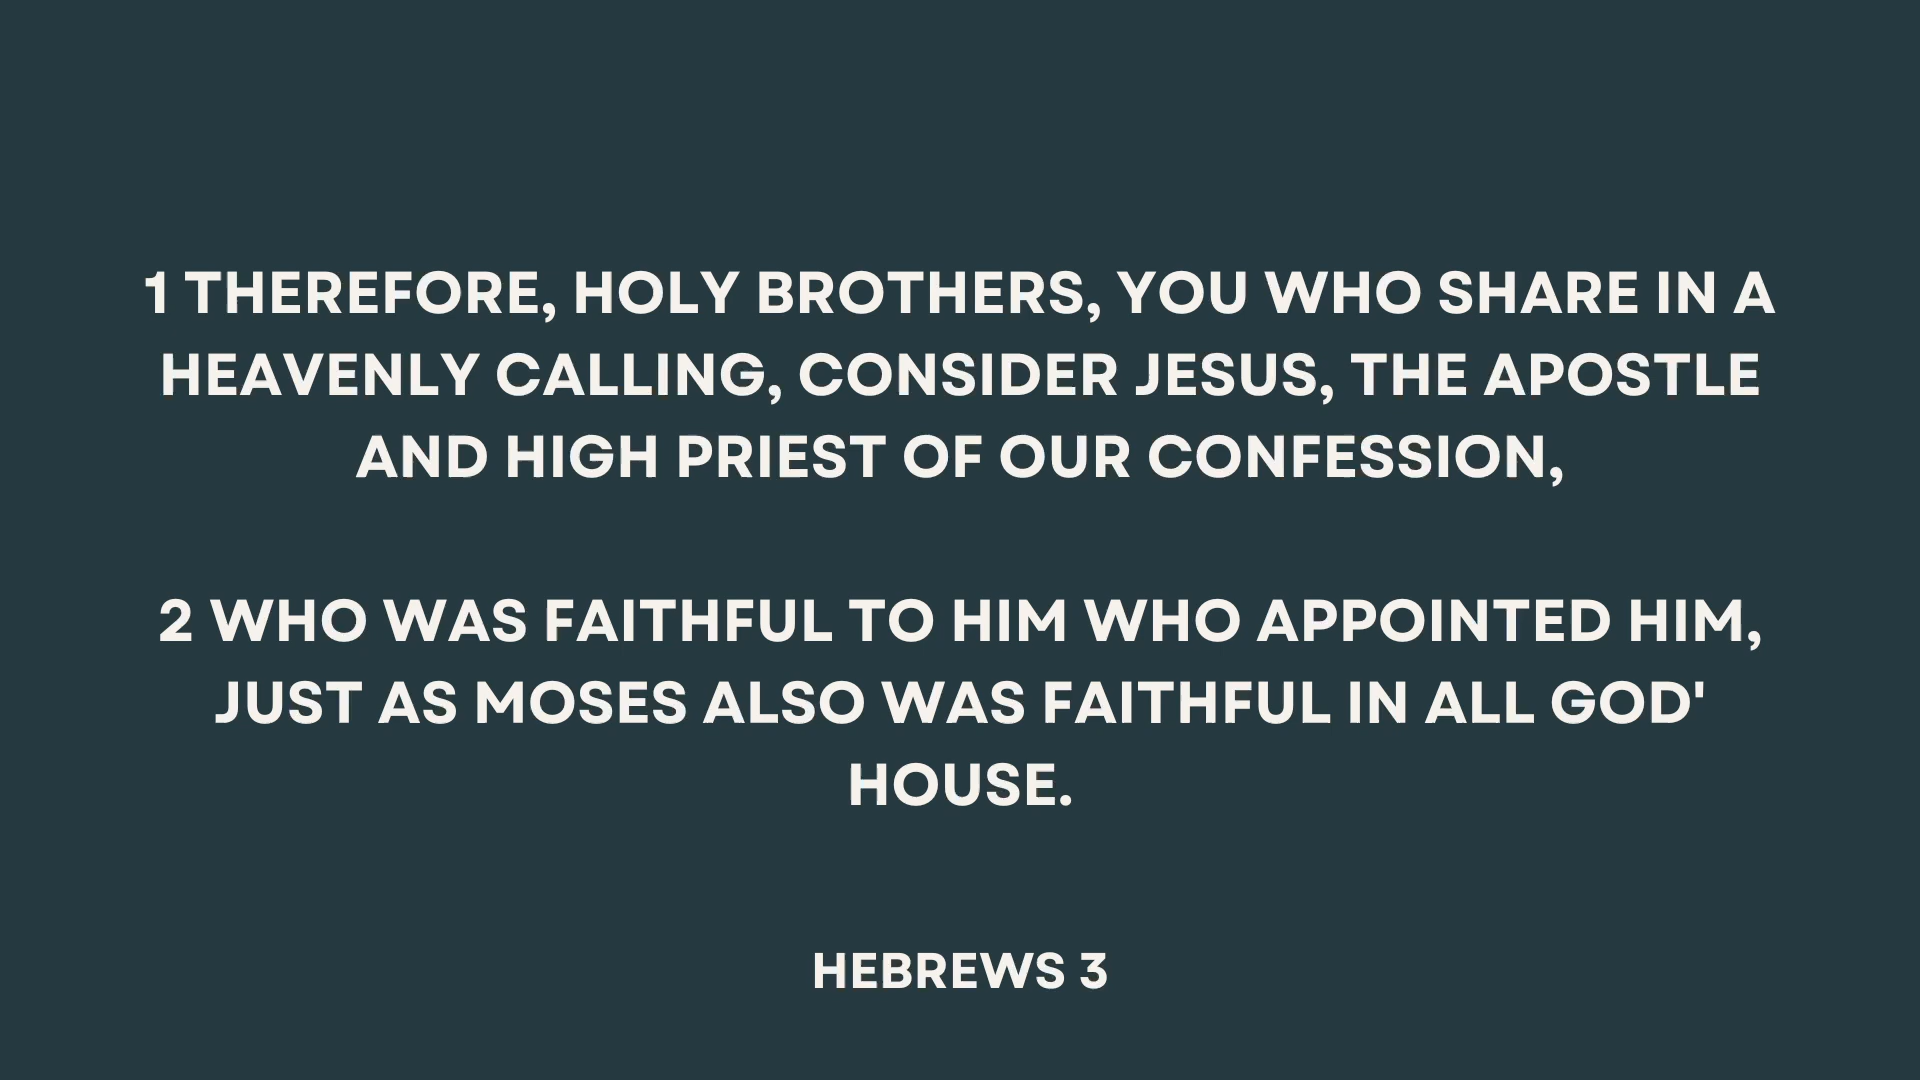 1 THEREFORE, HOLY BROTHERS, YOU WHO SHARE IN A
HEAVENLY CALLING, CONSIDER JESUS, THE APOSTLE
AND HIGH PRIEST OF OUR CONFESSION,
2 WHO WAS FAITHFUL TO HIM WHO APPOINTED HIM,
JUST AS MOSES ALSO WAS FAITHFUL IN ALL GOD'
HOUSE.
HEBREWS 3